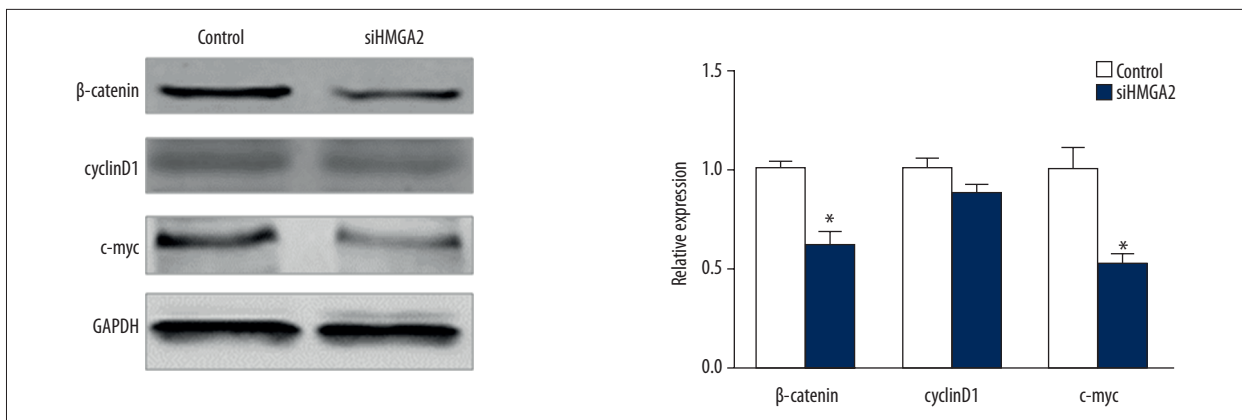 Control siHMGA2
β-catenin
cyclinD1
c-myc
GAPDH
Relative expression
1.5
1.0
0.5
0.0
Control
siHMGA2
*
*
β-catenin cyclinD1 c-myc